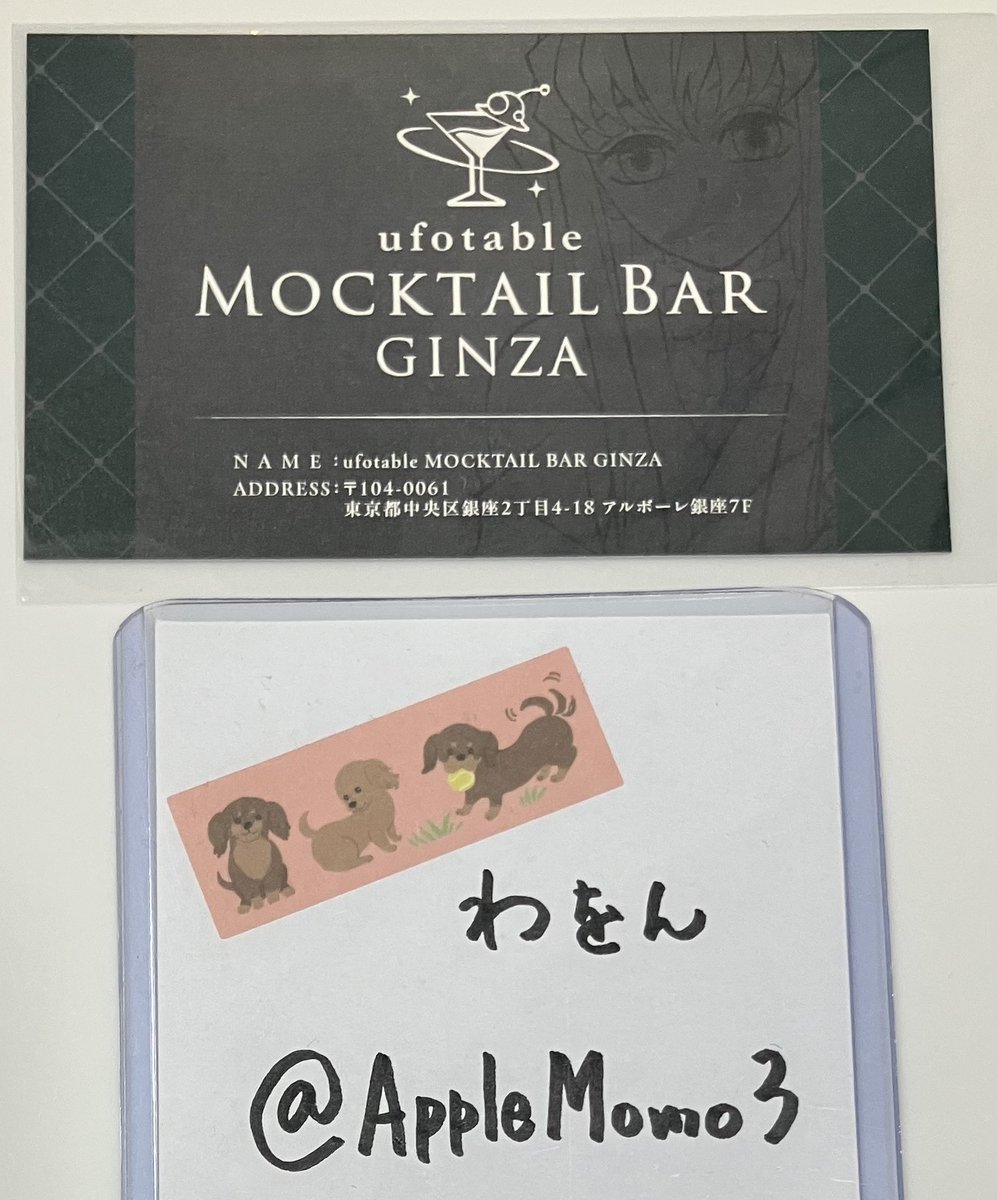 ufotable
MOCKTAIL BAR
GINZA
NAME:ufotable MOCKTAIL BAR GINZA
ADDRESS:〒104-0061
東京都中央区銀座2丁目4-18 アルボーレ銀座7F
わをん
@AppleMomo3